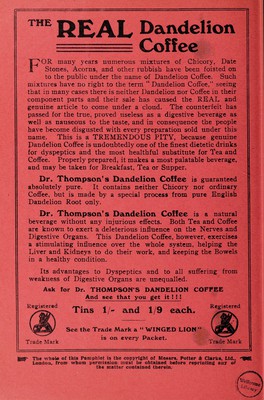 THE REAL Dandelion
Coffee
FOR many years numerous mixtures of Chicory, Date
Stones, Acorns, and other rubbish have been foisted on
to the public under the name of Dandelion Coffee. Such
mixtures have no right to the term "Dandelion Coffee," seeing
that in many cases there is neither Dandelion nor Coffee in their
component parts and their sale has caused the REAL and
genuine article to come under a cloud. The counterfeit has
passed for the true, proved useless as a digestive beverage as
well as nauseous to the taste, and in consequence the people
have become disgusted with every preparation sold under this
name. This is a TREMENDOUS PITY, because genuine
Dandelion Coffee is undoubtedly one of the finest dietetic drinks
for dyspeptics and the most healthful substitute for Tea and
Coffee. Properly prepared, it makes a most palatable beverage,
and may be taken for Breakfast, Tea or Supper.
Dr. Thompson's Dandelion Coffee is guaranteed
absolutely pure. It contains neither Chicory nor ordinary
Coffee, but is made by a special process from pure English
Dandelion Root only.
Dr. Thompson's Dandelion Coffee is a natural
beverage without any injurious effects. Both Tea and Coffee
are known to exert a deleterious influence on the Nerves and
Digestive Organs. This Dandelion Coffee, however, exercises
a stimulating influence over the whole system, helping the
Liver and Kidneys to do their work, and keeping the Bowels
in a healthy condition.
Its advantages to Dyspeptics and to all suffering from
weakness of Digestive Organs are unequalled.
Ask for Dr. THOMPSON'S DANDELION COFFEE
And see that you get it!!!
Registered Registered
Tins 1/- and 1/9 each.
See the Trade Mark a "WINGED LION"
is on every Packet.
Trade Mark Trade Mark
The whole of this Pamphlet is the copyright of Messrs. Potter & Clarke, Ltd.,
London, from whom permission must be obtained before reprinting any of
the matter contained therein.